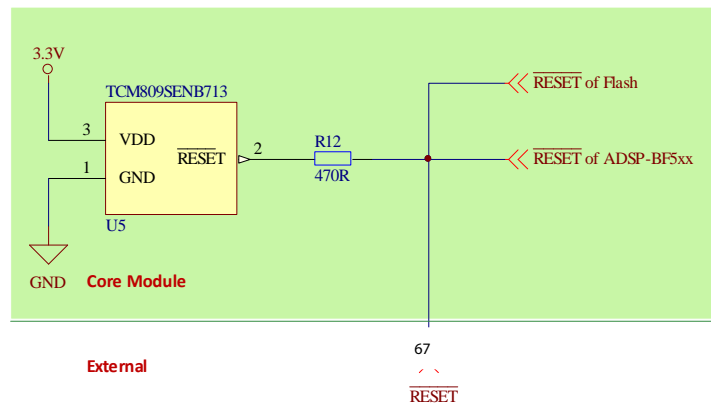 3.3V
TCM809SENB713
RESET of Flash
3
VDD
R12
2
RESET
RESET of ADSP-BF5xx
1
GND
470R
U5
GND
Core Module
67
External
RESET